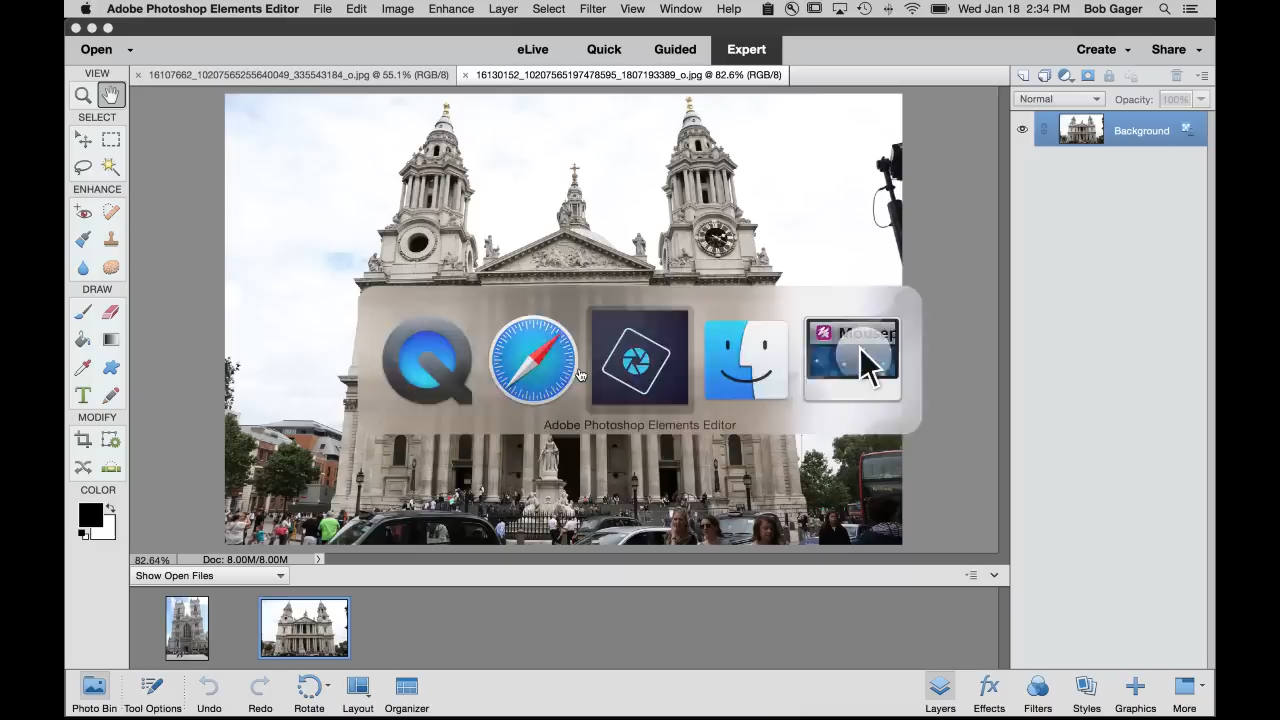 Adobe Photoshop Elements Editor File Edit Image Enhance Layer Select Filter View Window Help Wed Jan 18 2:34 PM Bob Gager
Open eLive Quick Guided Expert Create Share
VIEW
× 16107662_10207565255640049_335543184_o.jpg @ 55.1% (RGB/8) × 16130152_10207565197478595_1807193389_o.jpg @ 82.6% (RGB/8)
Normal Opacity: 100%
SELECT
Background
ENHANCE
DRAW
T
MODIFY
Adobe Photoshop Elements Editor
COLOR
82.64% Doc: 8.00M/8.00M
Show Open Files
Photo Bin Tool Options Undo Redo Rotate Layout Organizer Layers Effects Filters Styles Graphics More